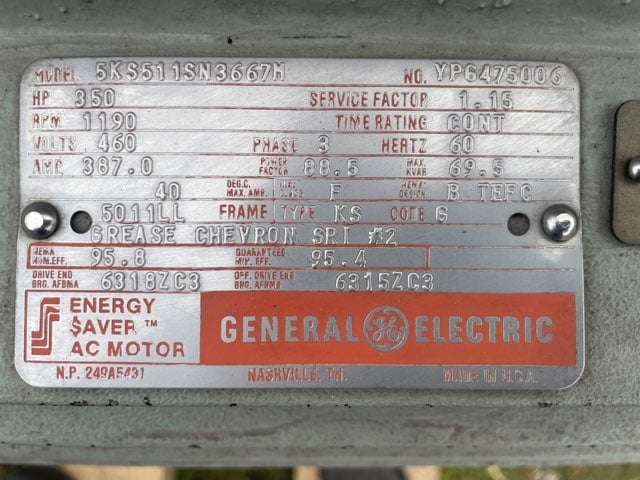 MODEL 5KS511SN3667H NO. YPG475006
HP 350 SERVICE FACTOR 1.15
RPM 1190 TIME RATING CONT
VOLTS 460 PHASE 3 HERTZ 60
AMP. 387.0 POWER FACTOR 88.5 MAX. KVAR 69.5
40 DEG.C. MAX.AMB. INS. CLASS F NEMA DESIGN B TEFC
5011LL FRAME TYPE KS CODE G
GREASE CHEVRON SRI #2
NEMA NOM.EFF. 95.8 GUARANTEED MIN. EFF. 95.4
DRIVE END BRG. AFBMA 6318ZC3 OPP. DRIVE END BRG. AFBMA 6315ZC3
ENERGY
$AVER™
AC MOTOR
GENERAL GE ELECTRIC
N.P. 249A5431 NASHVILLE, TN. MADE IN U.S.A.